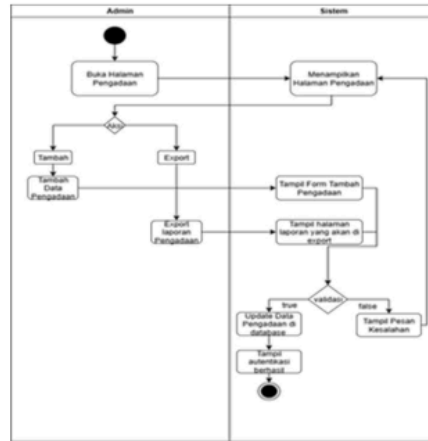 Admin
Sistem
Buka Halaman
Pengadaan
Menampilkan
Halaman Pengadaan
Aksi
Tambah
Export
Tambah
Data
Pengadaan
Tampil Form Tambah
Pengadaan
Export
laporan
Pengadaan
Tampil halaman
laporan yang akan di
export
validasi
true
false
Update Data
Pengadaan di
database
Tampil Pesan
Kesalahan
Tampil
autentikasi
berhasil